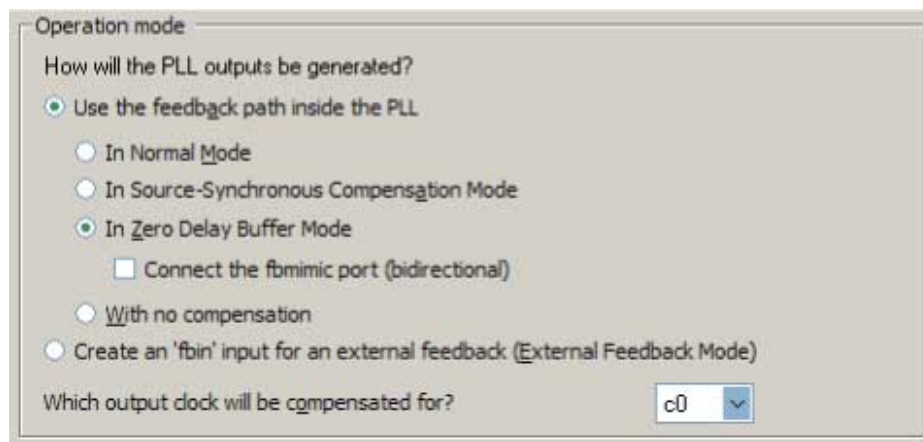 Operation mode
How will the PLL outputs be generated?
Use the feedback path inside the PLL
In Normal Mode
In Source-Synchronous Compensation Mode
In Zero Delay Buffer Mode
Connect the fbmimic port (bidirectional)
With no compensation
Create an 'fbin' input for an external feedback (External Feedback Mode)
Which output clock will be compensated for? c0